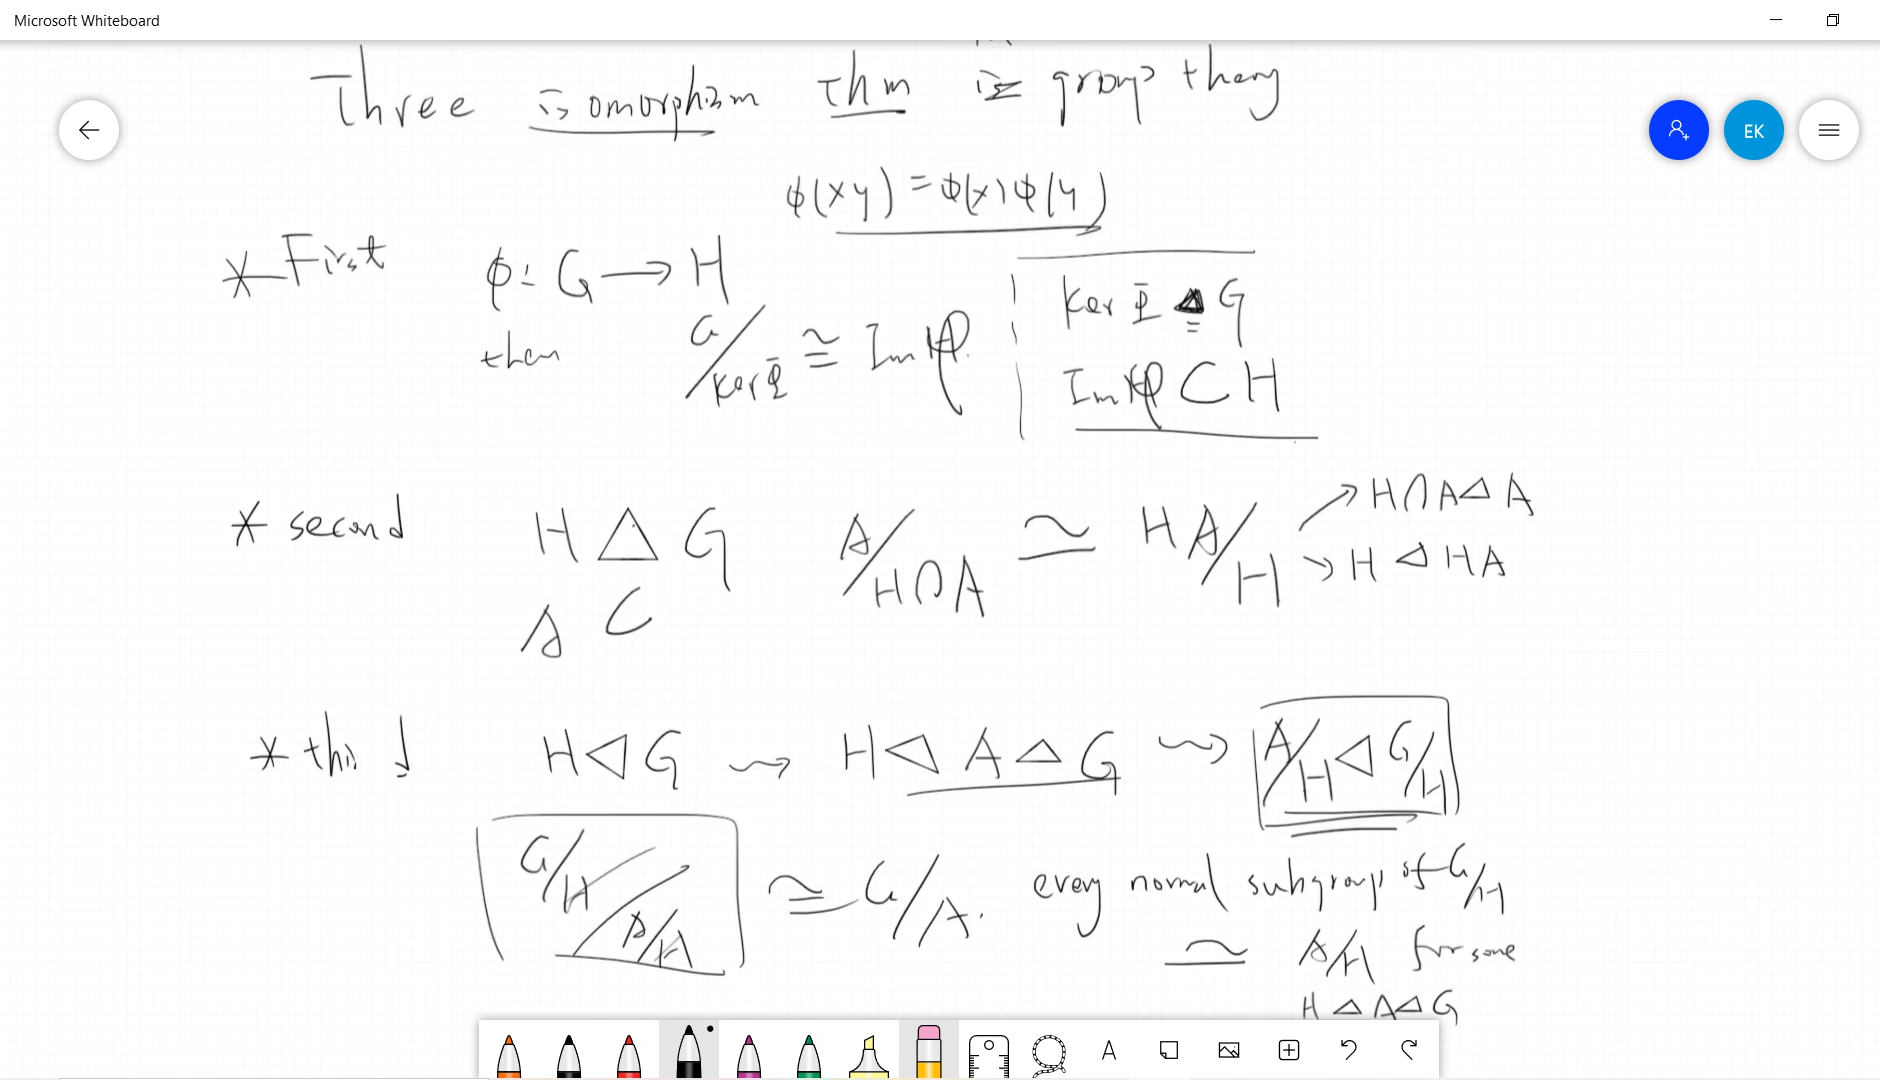 Microsoft Whiteboard
Three isomorphism thm in group theory
EK
ϕ(xy) = ϕ(x)ϕ(y)
* First ϕ: G → H
then G/Ker Φ ≅ Im Φ
Ker Φ △ G
Im Φ ⊂ H
* second H △ G A/H∩A ≅ HA/H → H∩A ◁ A
A ⊂ → H ◁ HA
* thi d H ◁ G ⇝ H ◁ A △ G ⇝ A/H ◁ G/H
G/H / A/H ≅ G/A. every normal subgroup of G/H
≅ A/H for some
H △ A ◁ G
A